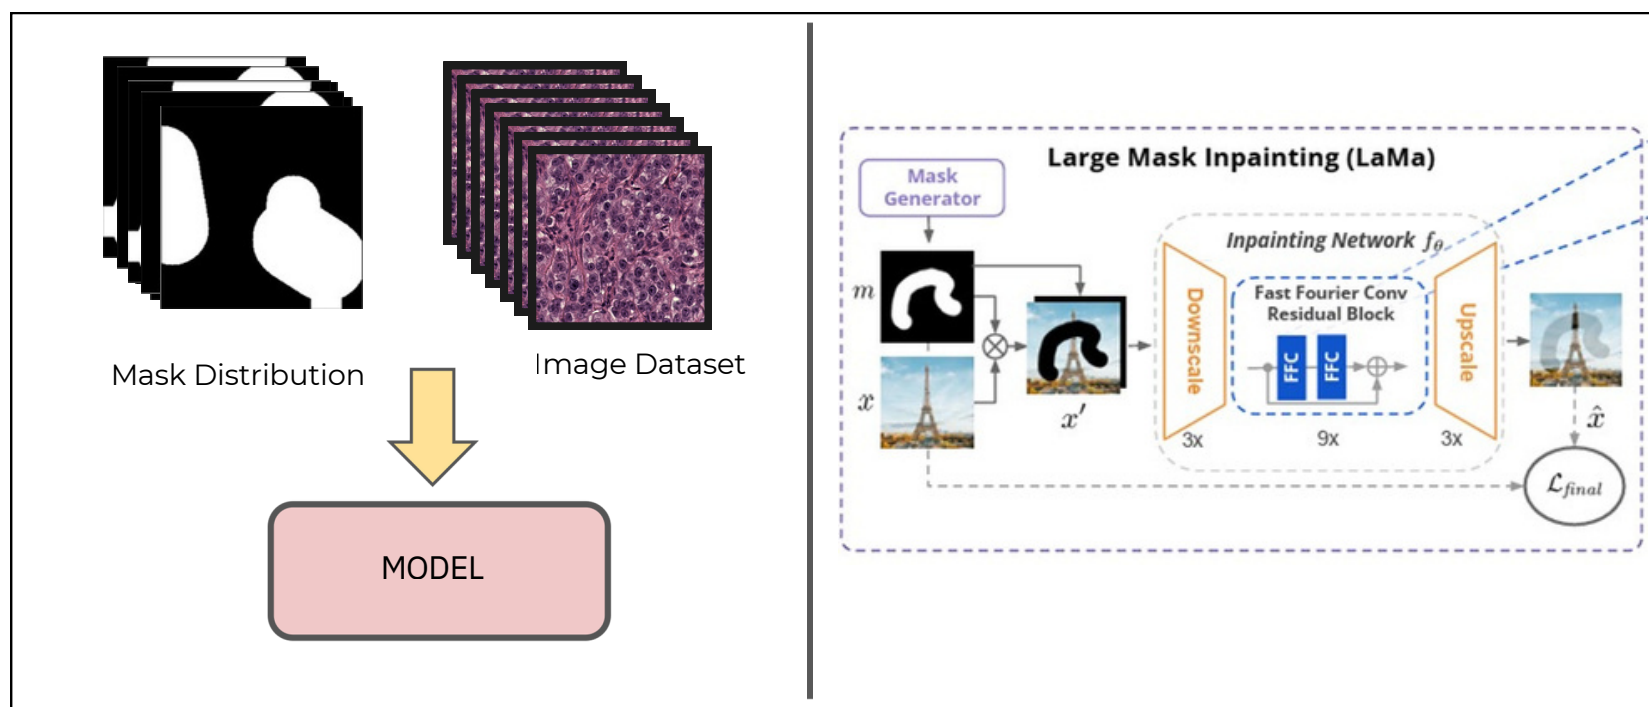 Mask Distribution
Image Dataset
MODEL
Large Mask Inpainting (LaMa)
Mask
Generator
Inpainting Network fθ
m
x
x′
Downscale
3x
Fast Fourier Conv
Residual Block
FFC
FFC
9x
Upscale
3x
x̂
ℒfinal